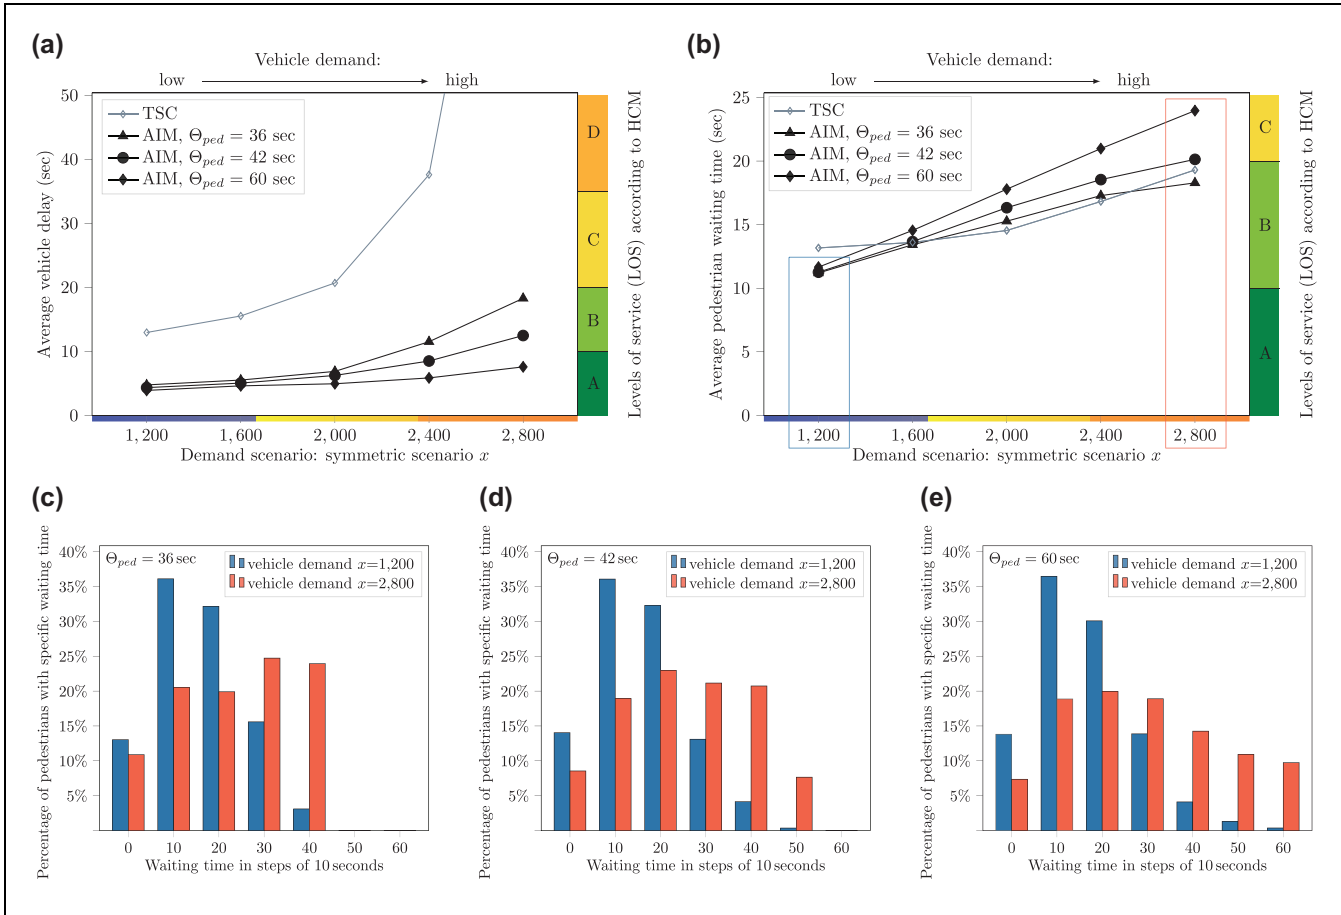 (a)
Vehicle demand:
low
high
50
40
30
20
10
0
Average vehicle delay (sec)
TSC
AIM, Θped = 36 sec
AIM, Θped = 42 sec
AIM, Θped = 60 sec
D
C
B
A
Levels of service (LOS) according to HCM
1,200 1,600 2,000 2,400 2,800
Demand scenario: symmetric scenario x
(b)
Vehicle demand:
low
high
25
20
15
10
5
0
Average pedestrian waiting time (sec)
TSC
AIM, Θped = 36 sec
AIM, Θped = 42 sec
AIM, Θped = 60 sec
C
B
A
Levels of service (LOS) according to HCM
1,200 1,600 2,000 2,400 2,800
Demand scenario: symmetric scenario x
(c)
Percentage of pedestrians with specific waiting time
40%
35%
30%
25%
20%
15%
10%
5%
Θped = 36 sec
vehicle demand x=1,200
vehicle demand x=2,800
0 10 20 30 40 50 60
Waiting time in steps of 10 seconds
(d)
Percentage of pedestrians with specific waiting time
40%
35%
30%
25%
20%
15%
10%
5%
Θped = 42 sec
vehicle demand x=1,200
vehicle demand x=2,800
0 10 20 30 40 50 60
Waiting time in steps of 10 seconds
(e)
Percentage of pedestrians with specific waiting time
40%
35%
30%
25%
20%
15%
10%
5%
Θped = 60 sec
vehicle demand x=1,200
vehicle demand x=2,800
0 10 20 30 40 50 60
Waiting time in steps of 10 seconds